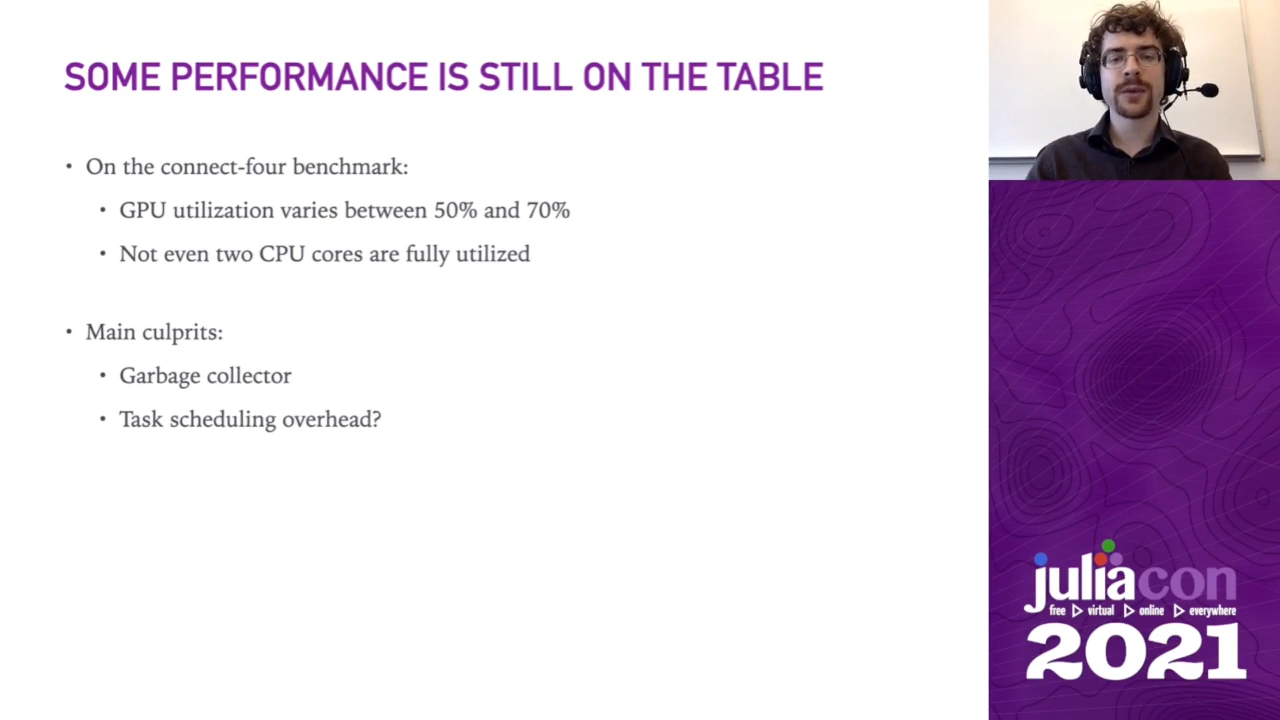 SOME PERFORMANCE IS STILL ON THE TABLE
• On the connect-four benchmark:
• GPU utilization varies between 50% and 70%
• Not even two CPU cores are fully utilized
• Main culprits:
• Garbage collector
• Task scheduling overhead?
juliacon
free ▷ virtual ▷ online ▷ everywhere
2021